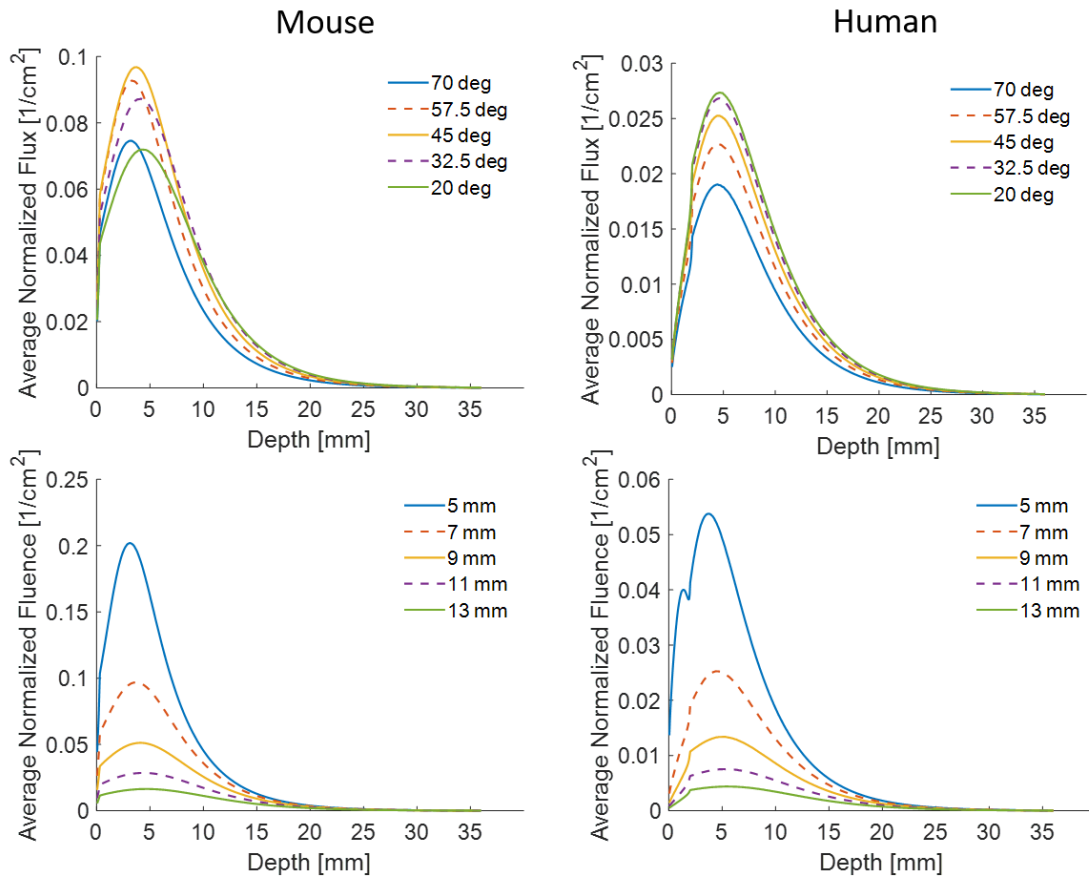 Mouse
Human
Average Normalized Flux [1/cm²]
0.1
0.08
0.06
0.04
0.02
0
0 5 10 15 20 25 30 35
Depth [mm]
70 deg
57.5 deg
45 deg
32.5 deg
20 deg
Average Normalized Flux [1/cm²]
0.03
0.025
0.02
0.015
0.01
0.005
0
0 5 10 15 20 25 30 35
Depth [mm]
70 deg
57.5 deg
45 deg
32.5 deg
20 deg
Average Normalized Fluence [1/cm²]
0.25
0.2
0.15
0.1
0.05
0
0 5 10 15 20 25 30 35
Depth [mm]
5 mm
7 mm
9 mm
11 mm
13 mm
Average Normalized Fluence [1/cm²]
0.06
0.05
0.04
0.03
0.02
0.01
0
0 5 10 15 20 25 30 35
Depth [mm]
5 mm
7 mm
9 mm
11 mm
13 mm